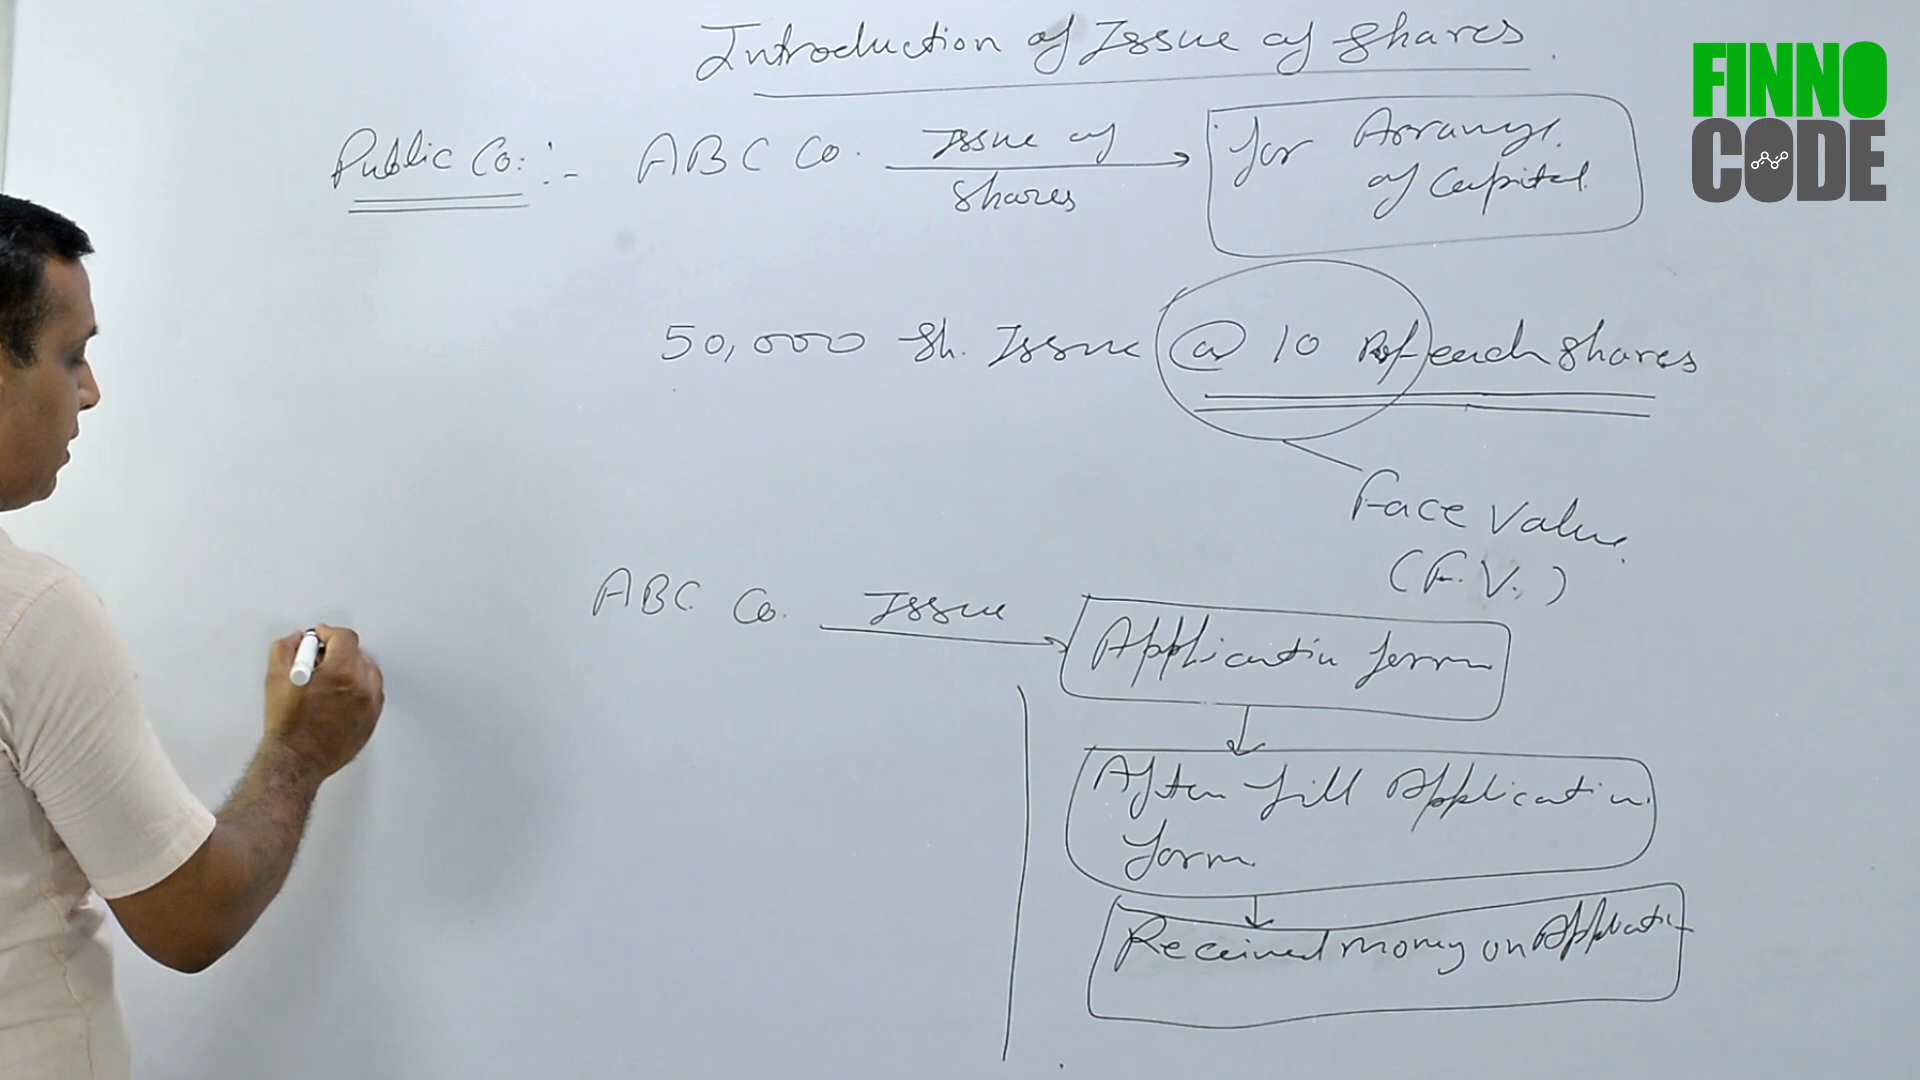 Introduction of Issue of Shares.
FINNO
CODE
Public Co. :- ABC Co. Issue of
Shares
for Arrange.
of Capital
50,000 Sh. Issue @ 10 Rs of each shares
Face Value.
(F.V.)
ABC Co. Issue
Application form
After fill Application
form.
Received money on Application